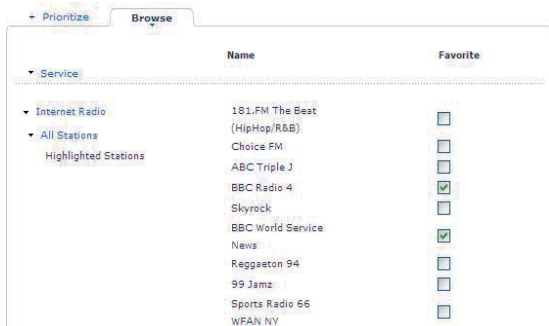 + Prioritize
Browse
Name
Favorite
Service
Internet Radio
All Stations
Highlighted Stations
181.FM The Beat
(HipHop/R&B)
Choice FM
ABC Triple J
BBC Radio 4
Skyrock
BBC World Service
News
Reggaeton 94
99 Jamz
Sports Radio 66
WFAN NY